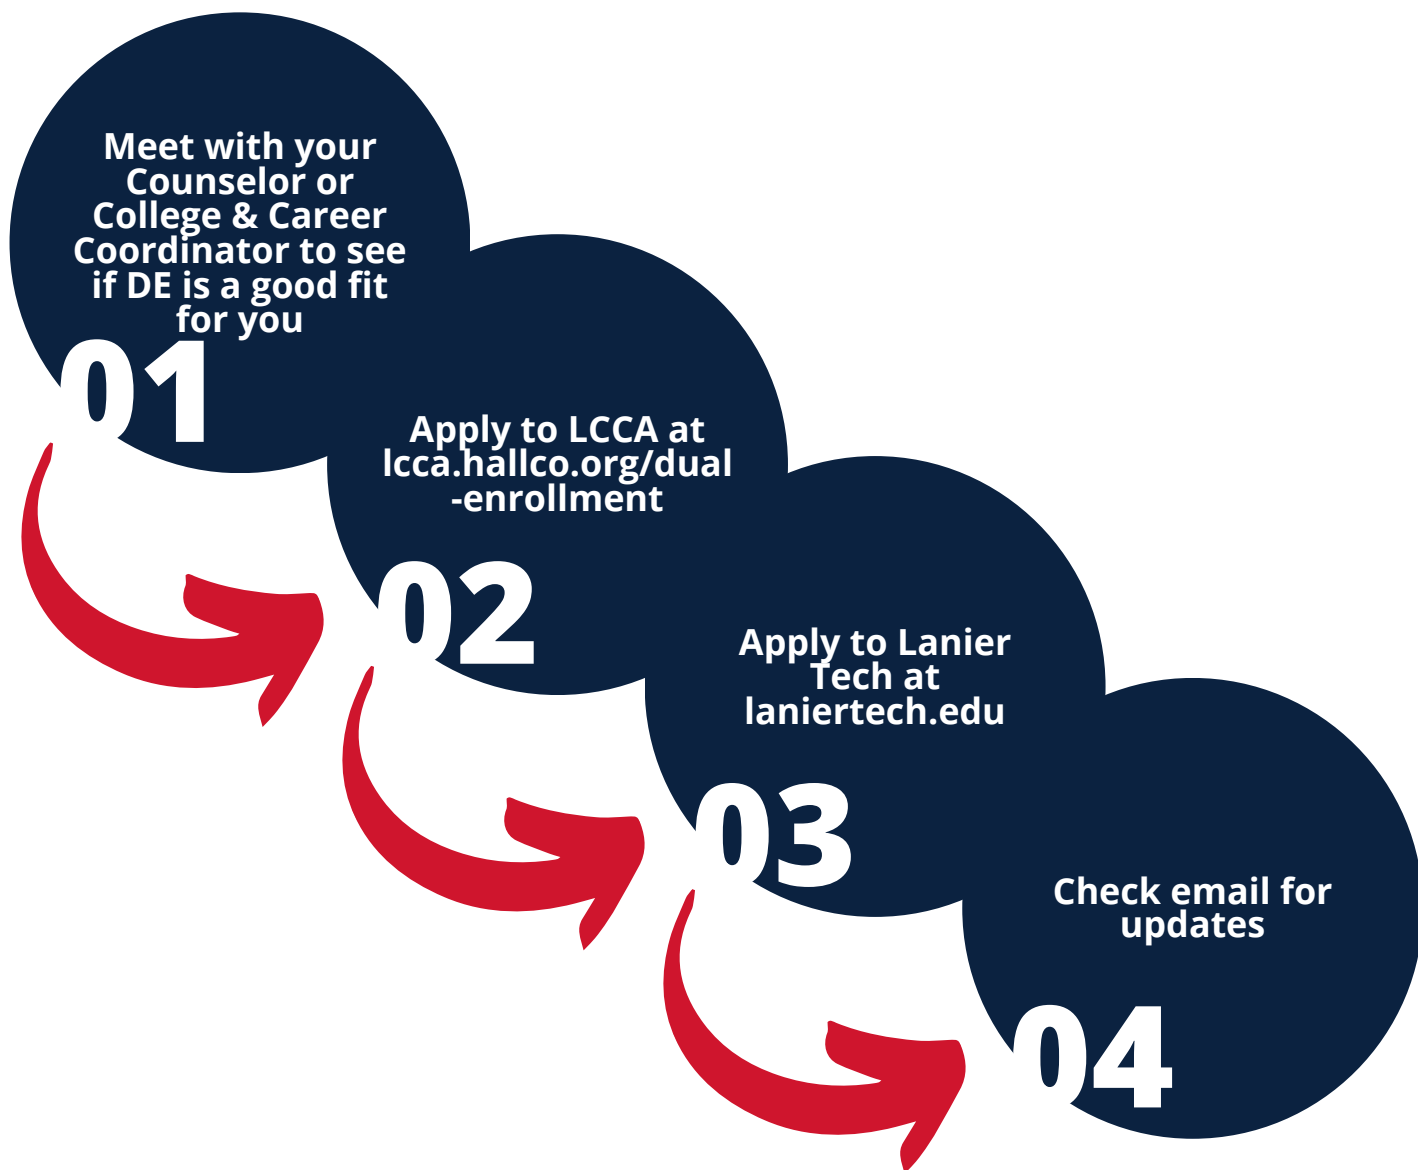 Meet with your
Counselor or
College & Career
Coordinator to see
if DE is a good fit
for you
01
Apply to LCCA at
lcca.hallco.org/dual
-enrollment
02
Apply to Lanier
Tech at
laniertech.edu
03
Check email for
updates
04